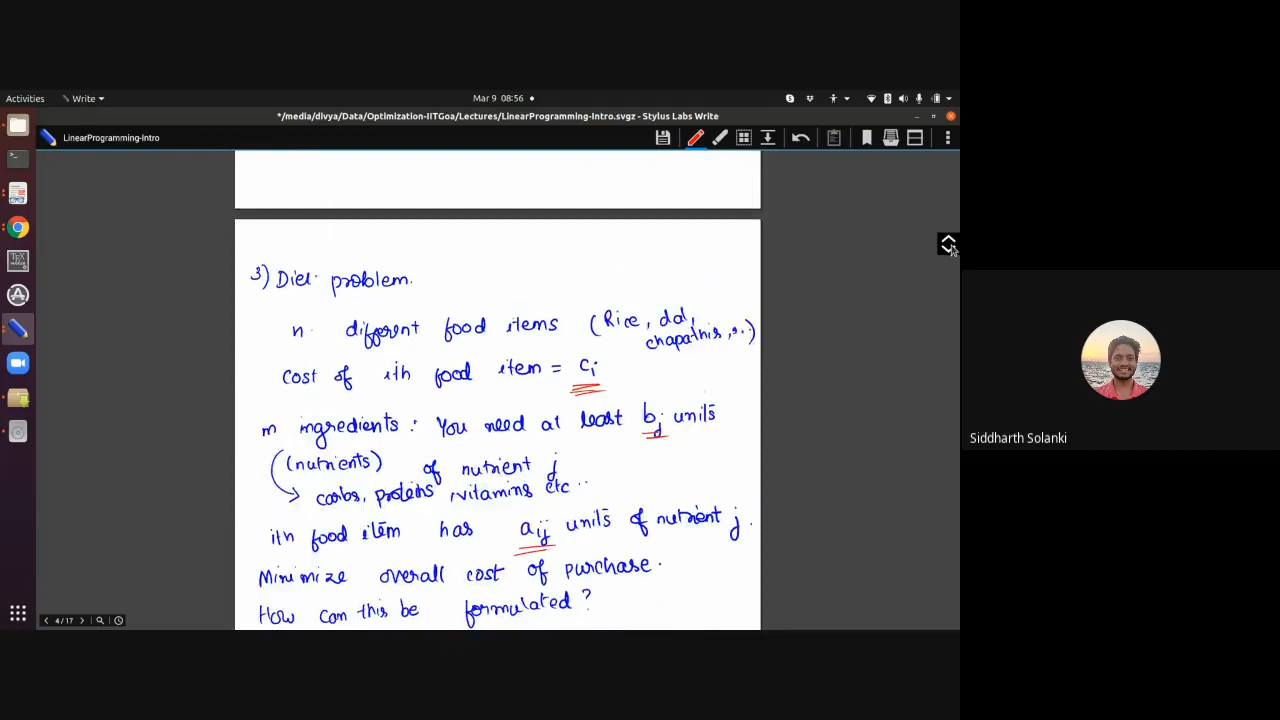 Activities
Write
Mar 9 08:56
*/media/divya/Data/Optimization-IITGoa/Lectures/LinearProgramming-Intro.svgz - Stylus Labs Write
LinearProgramming-Intro
3) Diet problem.
n different food items (Rice, dal, chapathis, ...)
cost of ith food item = ci
m ingredients : You need at least bj units
(nutrients) of nutrient j
carbs, proteins, vitamins etc ..
ith food item has aij units of nutrient j.
Minimize overall cost of purchase.
How can this be formulated?
4/17
Siddharth Solanki